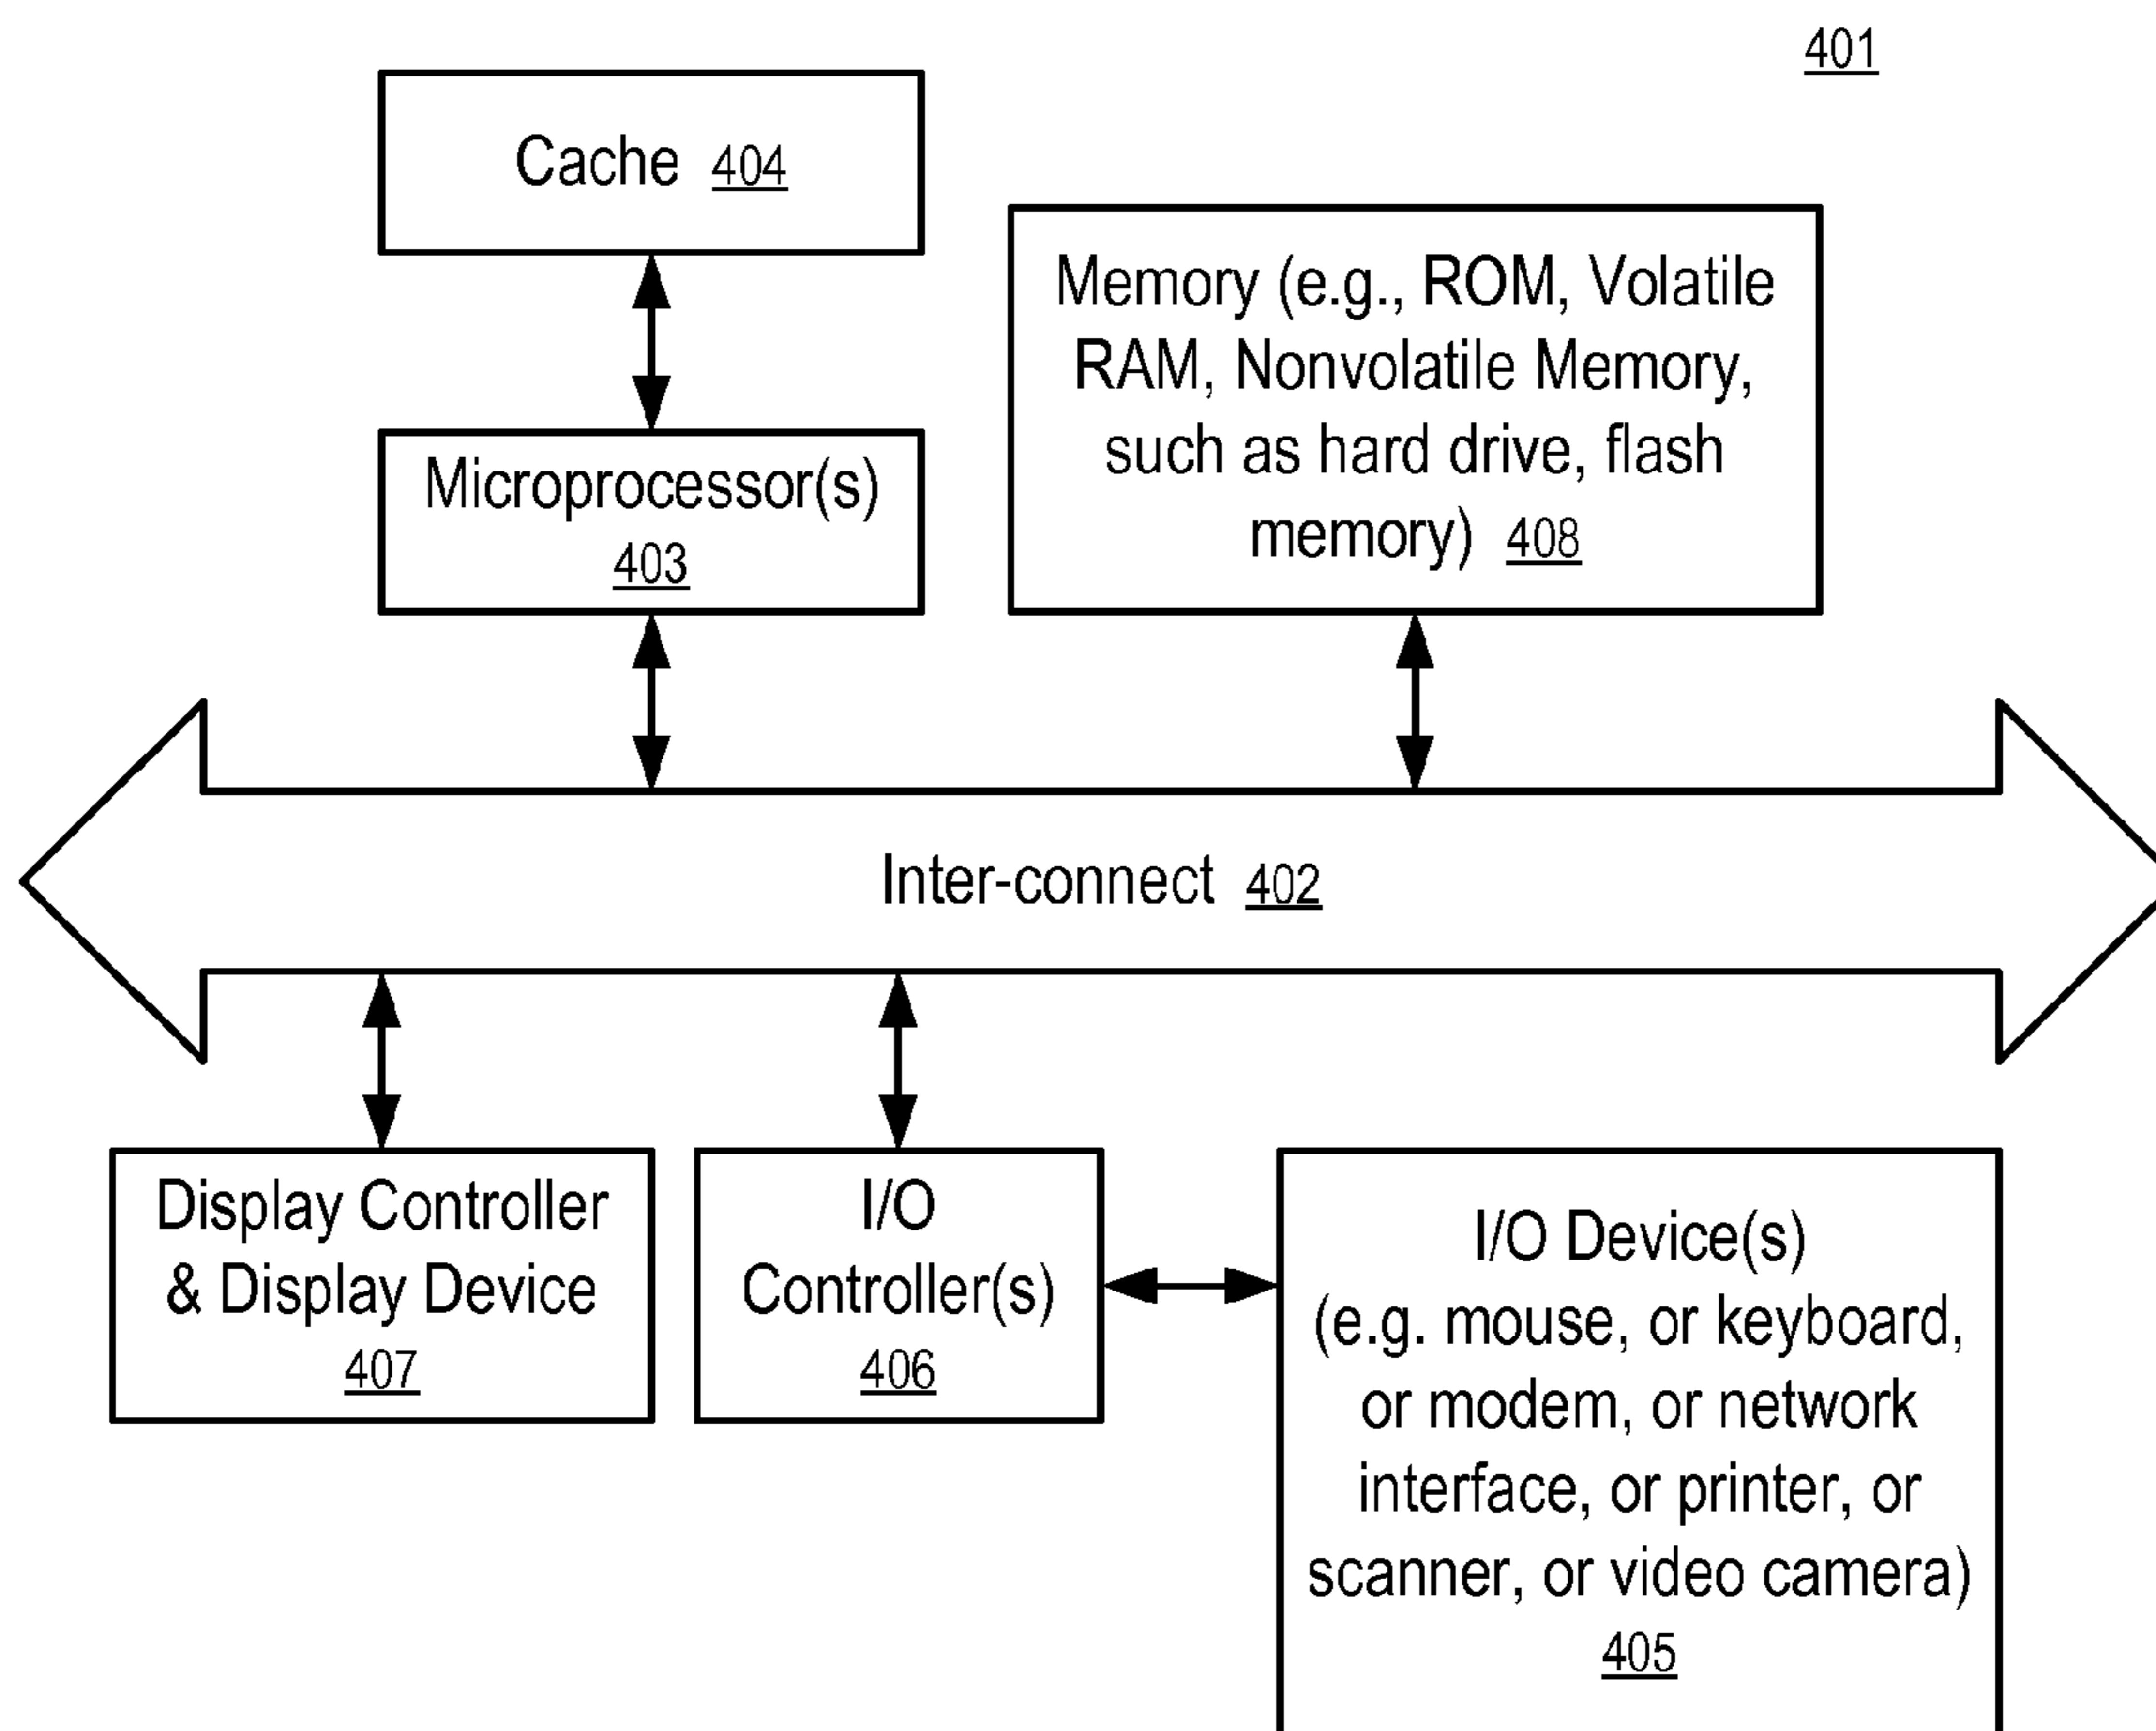 401
Cache 404
Memory (e.g., ROM, Volatile
RAM, Nonvolatile Memory,
such as hard drive, flash
memory) 408
Microprocessor(s)
403
Inter-connect 402
Display Controller
& Display Device
407
I/O
Controller(s)
406
I/O Device(s)
(e.g. mouse, or keyboard,
or modem, or network
interface, or printer, or
scanner, or video camera)
405